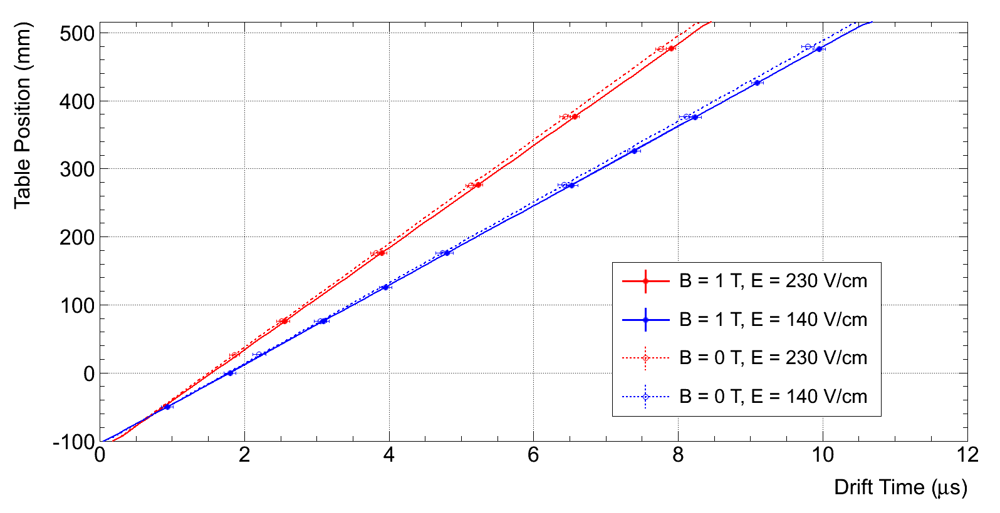 Table Position (mm)
500
400
300
200
100
0
-100
0 2 4 6 8 10 12
Drift Time (μs)
B = 1 T, E = 230 V/cm
B = 1 T, E = 140 V/cm
B = 0 T, E = 230 V/cm
B = 0 T, E = 140 V/cm